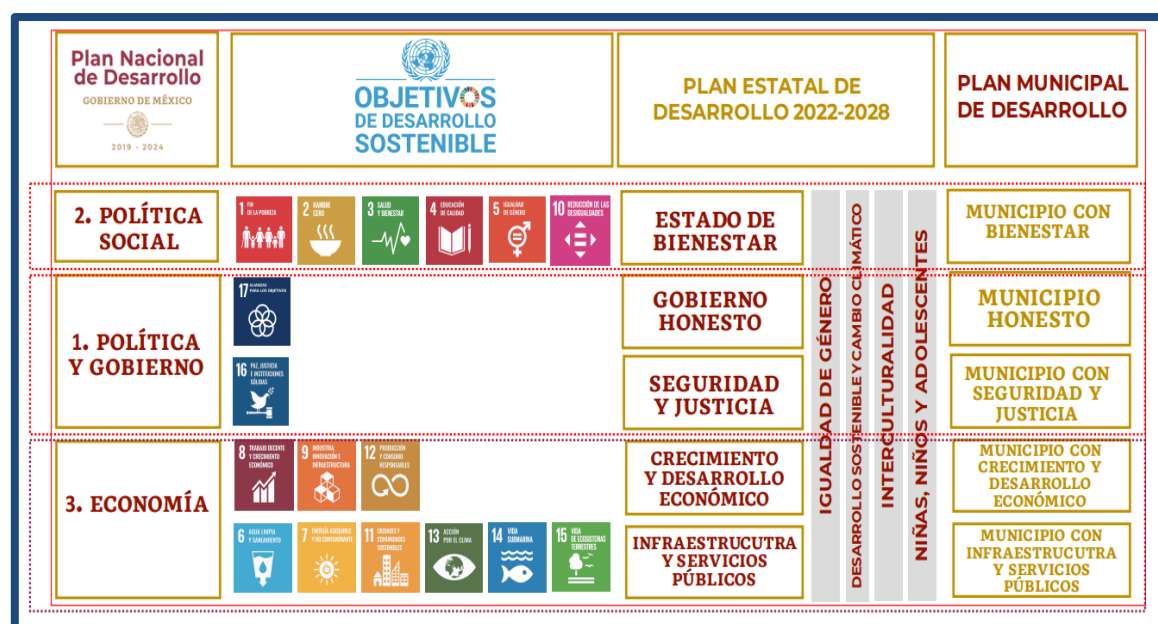 Plan Nacional
de Desarrollo
GOBIERNO DE MÉXICO
2019 - 2024
OBJETIVOS
DE DESARROLLO
SOSTENIBLE
PLAN ESTATAL DE
DESARROLLO 2022-2028
PLAN MUNICIPAL
DE DESARROLLO
2. POLÍTICA
SOCIAL
1 FIN
DE LA POBREZA
2 HAMBRE
CERO
3 SALUD
Y BIENESTAR
4 EDUCACIÓN
DE CALIDAD
5 IGUALDAD
DE GÉNERO
10 REDUCCIÓN DE LAS
DESIGUALDADES
ESTADO DE
BIENESTAR
MUNICIPIO CON
BIENESTAR
1. POLÍTICA
Y GOBIERNO
17 ALIANZAS
PARA LOS OBJETIVOS
16 PAZ, JUSTICIA
E INSTITUCIONES
SÓLIDAS
GOBIERNO
HONESTO
SEGURIDAD
Y JUSTICIA
MUNICIPIO
HONESTO
MUNICIPIO CON
SEGURIDAD Y
JUSTICIA
3. ECONOMÍA
8 TRABAJO DECENTE
Y CRECIMIENTO
ECONÓMICO
9 INDUSTRIA,
INNOVACIÓN E
INFRAESTRUCTURA
12 PRODUCCIÓN
Y CONSUMO
RESPONSABLES
6 AGUA LIMPIA
Y SANEAMIENTO
7 ENERGÍA ASEQUIBLE
Y NO CONTAMINANTE
11 CIUDADES Y
COMUNIDADES
SOSTENIBLES
13 ACCIÓN
POR EL CLIMA
14 VIDA
SUBMARINA
15 VIDA
DE ECOSISTEMAS
TERRESTRES
CRECIMIENTO
Y DESARROLLO
ECONÓMICO
INFRAESTRUCUTRA
Y SERVICIOS
PÚBLICOS
IGUALDAD DE GÉNERO
DESARROLLO SOSTENIBLE Y CAMBIO CLIMÁTICO
INTERCULTURALIDAD
NIÑAS, NIÑOS Y ADOLESCENTES
MUNICIPIO CON
CRECIMIENTO Y
DESARROLLO
ECONÓMICO
MUNICIPIO CON
INFRAESTRUCUTRA
Y SERVICIOS
PÚBLICOS